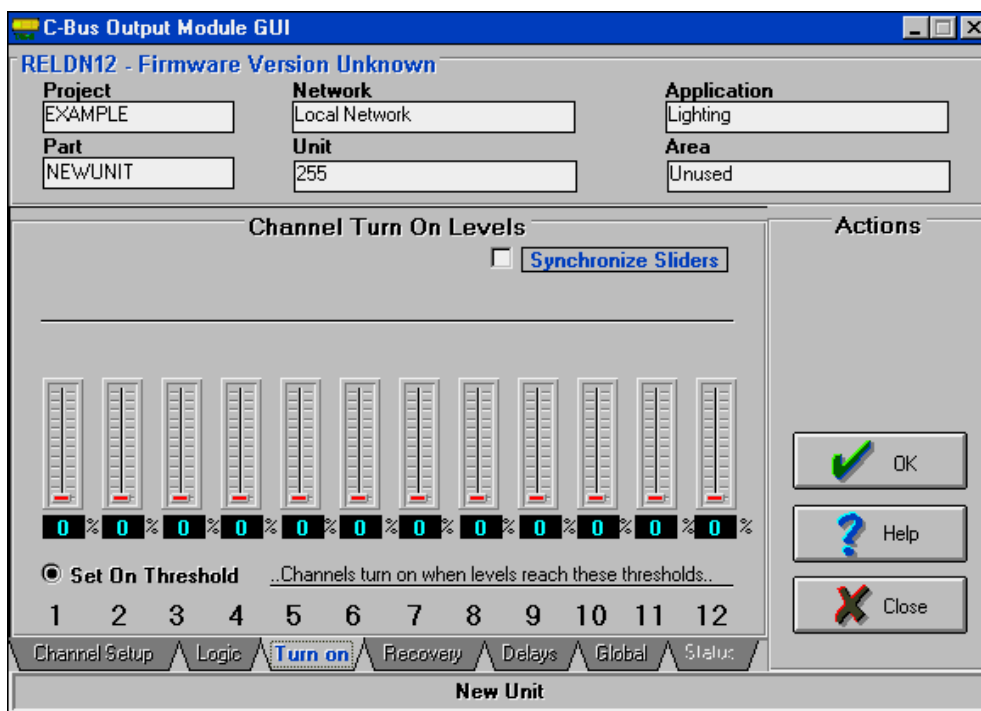 C-Bus Output Module GUI
RELDN12 - Firmware Version Unknown
Project Network Application
EXAMPLE Local Network Lighting
Part Unit Area
NEWUNIT 255 Unused
Channel Turn On Levels
Actions
Synchronize Sliders
0 % 0 % 0 % 0 % 0 % 0 % 0 % 0 % 0 % 0 % 0 % 0 %
Set On Threshold ..Channels turn on when levels reach these thresholds..
1 2 3 4 5 6 7 8 9 10 11 12
OK
Help
Close
Channel Setup Logic Turn on Recovery Delays Global Status
New Unit